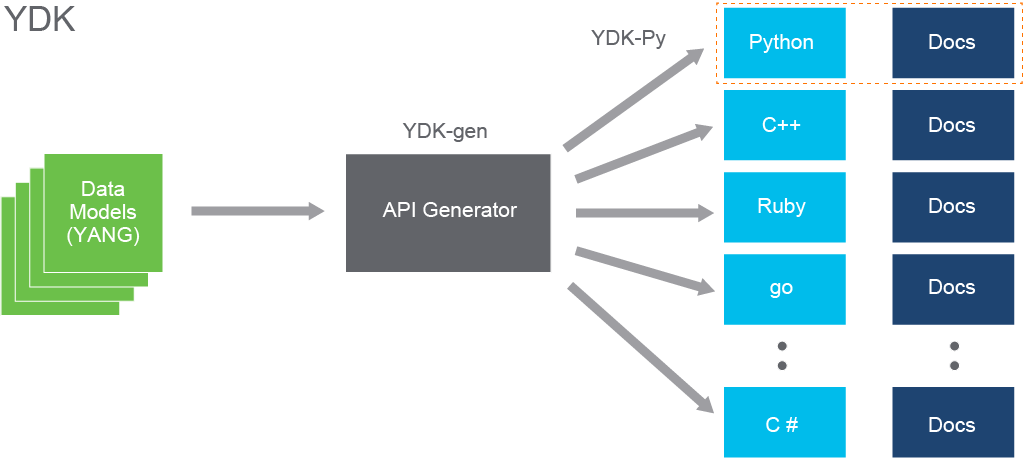 YDK
YDK-Py
Python
Docs
YDK-gen
C++
Docs
Data
Models
(YANG)
API Generator
Ruby
Docs
go
Docs
C #
Docs